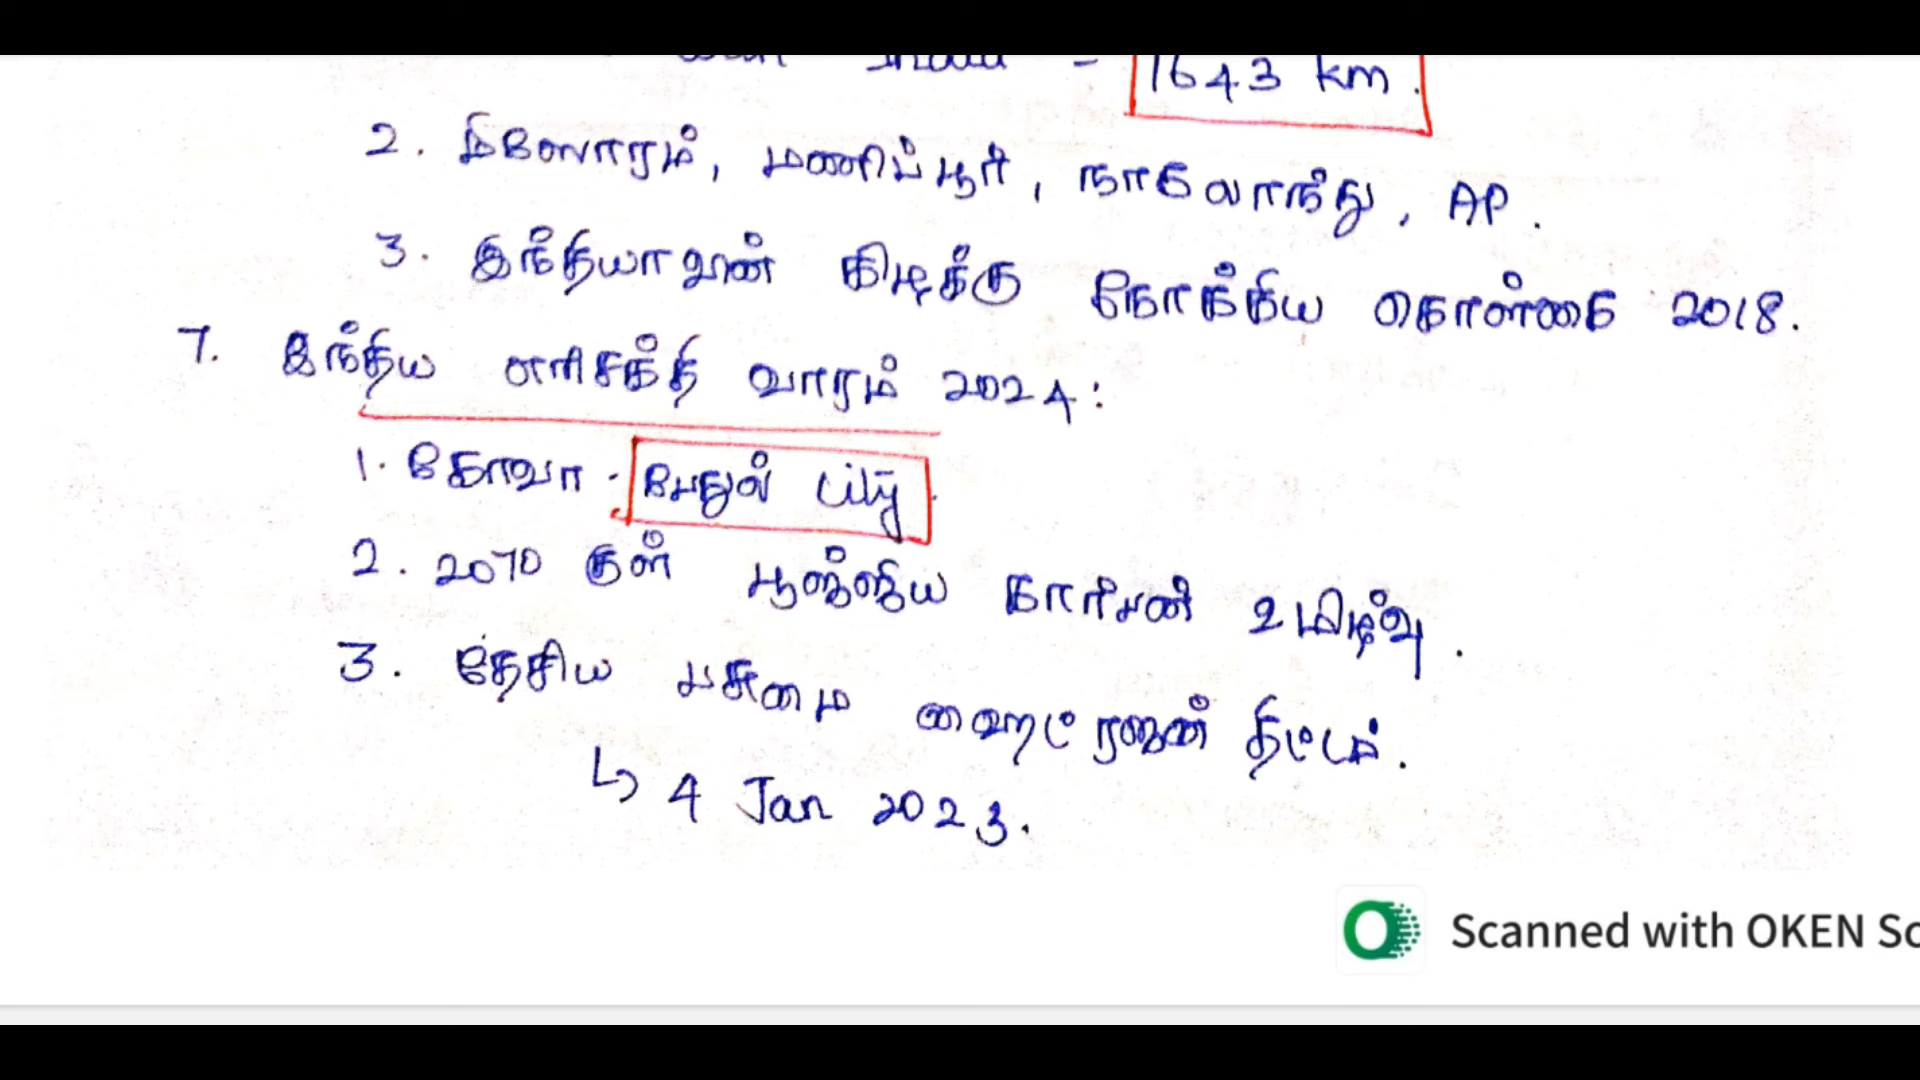 1643 km.
2. மிசோரம், மணிப்பூர், நாகலாந்து, AP.
3. இந்தியாவின் கிழக்கு நோக்கிய கொள்கை 2018.
7. இந்திய எரிசக்தி வாரம் 2024:
1. கோவா - பேதுல் City.
2. 2070 குள் பூஜ்ஜிய கார்பன் உமிழ்வு.
3. தேசிய பசுமை ஹைட்ரஜன் திட்டம்.
↳ 4 Jan 2023.
Scanned with OKEN Sc